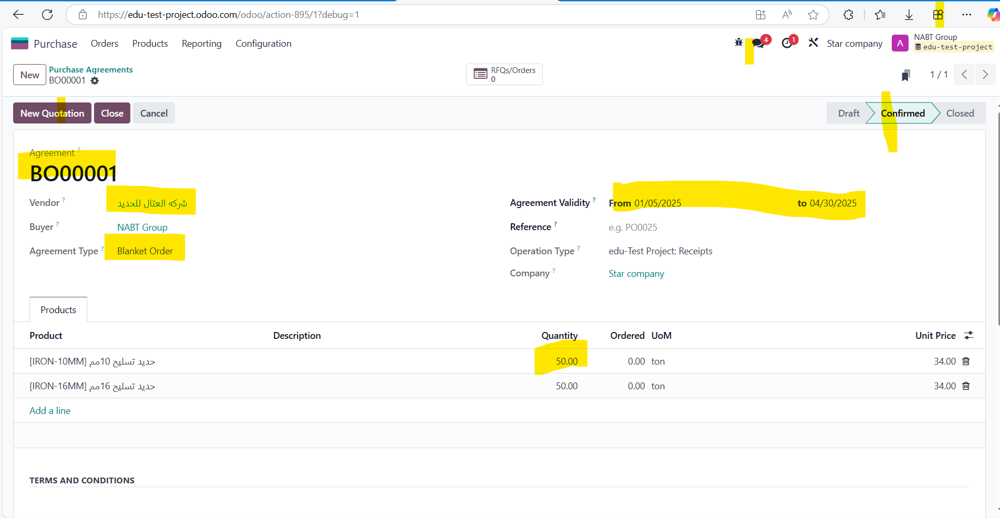 https://edu-test-project.odoo.com/odoo/action-895/1?debug=1
Purchase Orders Products Reporting Configuration 4 1 Star company A NABT Group
edu-test-project
New Purchase Agreements
BO00001
RFQs/Orders
0
1 / 1
New Quotation Close Cancel Draft Confirmed Closed
Agreement ?
BO00001
Vendor ? شركه العتال للحديد
Buyer ? NABT Group
Agreement Type ? Blanket Order
Agreement Validity ? From 01/05/2025 to 04/30/2025
Reference ? e.g. PO0025
Operation Type ? edu-Test Project: Receipts
Company ? Star company
Products
Product Description Quantity Ordered UoM Unit Price
[IRON-10MM] حديد تسليح 10مم 50.00 0.00 ton 34.00
[IRON-16MM] حديد تسليح 16مم 50.00 0.00 ton 34.00
Add a line
TERMS AND CONDITIONS